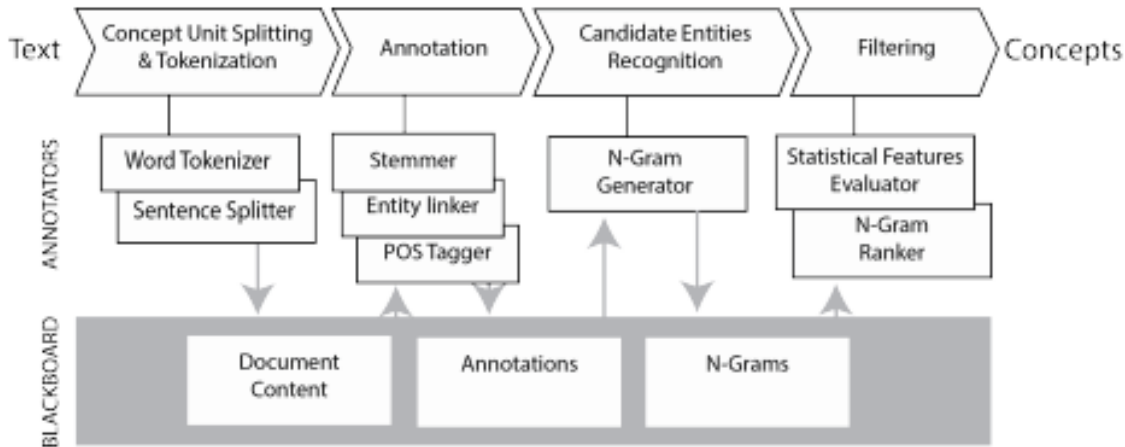 Text
Concept Unit Splitting
& Tokenization
Annotation
Candidate Entities
Recognition
Filtering
Concepts
ANNOTATORS
Word Tokenizer
Sentence Splitter
Stemmer
Entity linker
POS Tagger
N-Gram
Generator
Statistical Features
Evaluator
N-Gram
Ranker
BLACKBOARD
Document
Content
Annotations
N-Grams